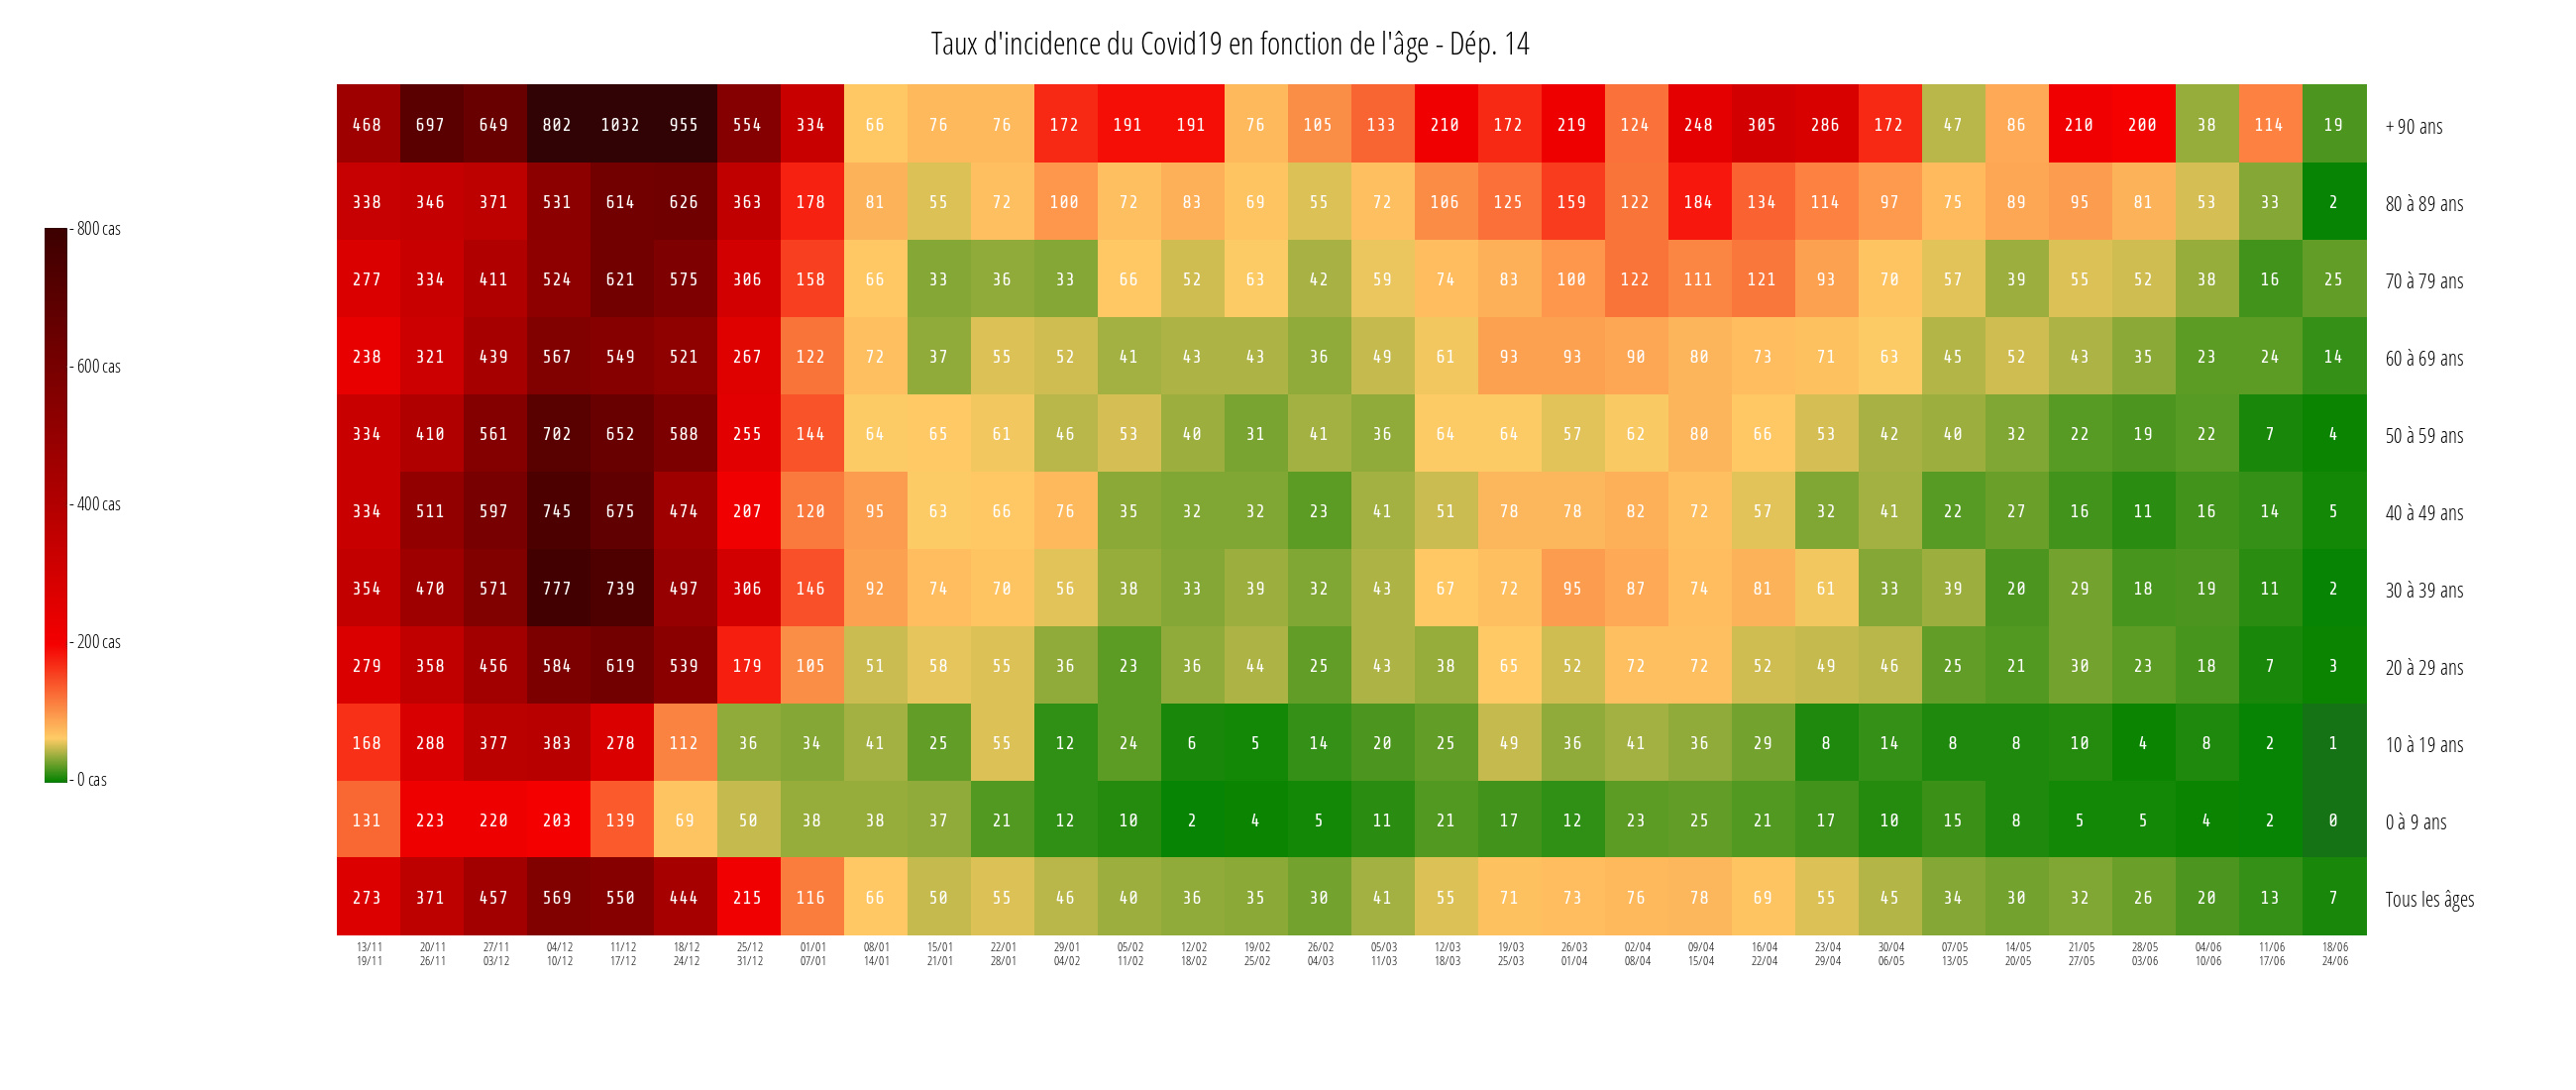 Taux d'incidence du Covid19 en fonction de l'âge - Dép. 14
- 800 cas
- 600 cas
- 400 cas
- 200 cas
- 0 cas
468 697 649 802 1032 955 554 334 66 76 76 172 191 191 76 105 133 210 172 219 124 248 305 286 172 47 86 210 200 38 114 19 + 90 ans
338 346 371 531 614 626 363 178 81 55 72 100 72 83 69 55 72 106 125 159 122 184 134 114 97 75 89 95 81 53 33 2 80 à 89 ans
277 334 411 524 621 575 306 158 66 33 36 33 66 52 63 42 59 74 83 100 122 111 121 93 70 57 39 55 52 38 16 25 70 à 79 ans
238 321 439 567 549 521 267 122 72 37 55 52 41 43 43 36 49 61 93 93 90 80 73 71 63 45 52 43 35 23 24 14 60 à 69 ans
334 410 561 702 652 588 255 144 64 65 61 46 53 40 31 41 36 64 64 57 62 80 66 53 42 40 32 22 19 22 7 4 50 à 59 ans
334 511 597 745 675 474 207 120 95 63 66 76 35 32 32 23 41 51 78 78 82 72 57 32 41 22 27 16 11 16 14 5 40 à 49 ans
354 470 571 777 739 497 306 146 92 74 70 56 38 33 39 32 43 67 72 95 87 74 81 61 33 39 20 29 18 19 11 2 30 à 39 ans
279 358 456 584 619 539 179 105 51 58 55 36 23 36 44 25 43 38 65 52 72 72 52 49 46 25 21 30 23 18 7 3 20 à 29 ans
168 288 377 383 278 112 36 34 41 25 55 12 24 6 5 14 20 25 49 36 41 36 29 8 14 8 8 10 4 8 2 1 10 à 19 ans
131 223 220 203 139 69 50 38 38 37 21 12 10 2 4 5 11 21 17 12 23 25 21 17 10 15 8 5 5 4 2 0 0 à 9 ans
273 371 457 569 550 444 215 116 66 50 55 46 40 36 35 30 41 55 71 73 76 78 69 55 45 34 30 32 26 20 13 7 Tous les âges
13/11 20/11 27/11 04/12 11/12 18/12 25/12 01/01 08/01 15/01 22/01 29/01 05/02 12/02 19/02 26/02 05/03 12/03 19/03 26/03 02/04 09/04 16/04 23/04 30/04 07/05 14/05 21/05 28/05 04/06 11/06 18/06
19/11 26/11 03/12 10/12 17/12 24/12 31/12 07/01 14/01 21/01 28/01 04/02 11/02 18/02 25/02 04/03 11/03 18/03 25/03 01/04 08/04 15/04 22/04 29/04 06/05 13/05 20/05 27/05 03/06 10/06 17/06 24/06